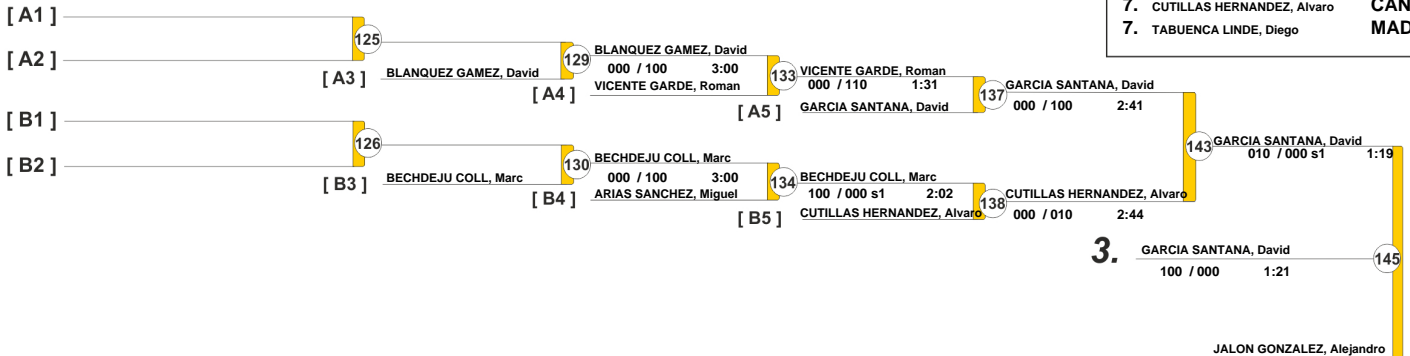 7. CUTILLAS HERNANDEZ, Alvaro
7. TABUENCA LINDE, Diego MAD
[ A1 ]
125
[ A2 ]
[ A3 ]
BLANQUEZ GAMEZ, David
129
BLANQUEZ GAMEZ, David
000 / 100 3:00
VICENTE GARDE, Roman
[ A4 ]
133
VICENTE GARDE, Roman
000 / 110 1:31
GARCIA SANTANA, David
[ A5 ]
137
GARCIA SANTANA, David
000 / 100 2:41
[ B1 ]
126
[ B2 ]
[ B3 ]
BECHDEJU COLL, Marc
130
BECHDEJU COLL, Marc
000 / 100 3:00
ARIAS SANCHEZ, Miguel
[ B4 ]
134
BECHDEJU COLL, Marc
100 / 000 s1 2:02
CUTILLAS HERNANDEZ, Alvaro
[ B5 ]
138
CUTILLAS HERNANDEZ, Alvaro
000 / 010 2:44
143
GARCIA SANTANA, David
010 / 000 s1 1:19
3. GARCIA SANTANA, David
100 / 000 1:21
145
JALON GONZALEZ, Alejandro